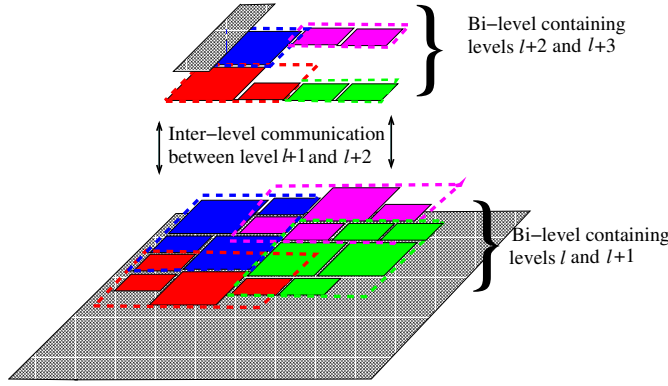 Bi−level containing
levels l+2 and l+3
Inter−level communication
between level l+1 and l+2
Bi−level containing
levels l and l+1